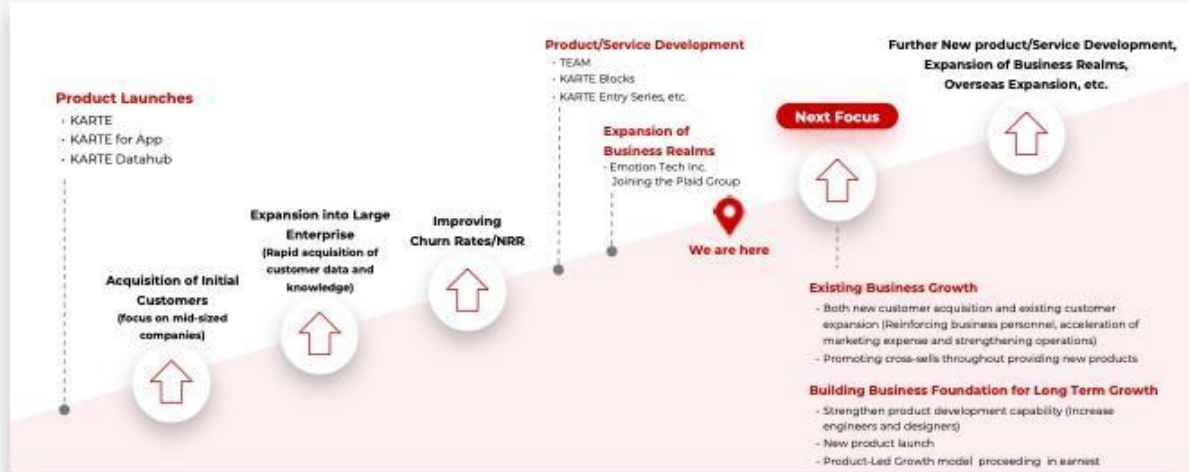 Product Launches
- KARTE
- KARTE for App
- KARTE Datahub
Acquisition of Initial
Customers
(focus on mid-sized
companies)
Expansion into Large
Enterprise
(Rapid acquisition of
customer data and
knowledge)
Improving
Churn Rates/NRR
Product/Service Development
- TEAM
- KARTE Blocks
- KARTE Entry Series, etc.
Expansion of
Business Realms
- Emotion Tech Inc.
Joining the Plaid Group
We are here
Next Focus
Existing Business Growth
- Both new customer acquisition and existing customer
expansion (Reinforcing business personnel, acceleration of
marketing expense and strengthening operations)
- Promoting cross-sells throughout providing new products
Building Business Foundation for Long Term Growth
- Strengthen product development capability (Increase
engineers and designers)
- New product launch
- Product-Led Growth model proceeding in earnest
Further New product/Service Development,
Expansion of Business Realms,
Overseas Expansion, etc.